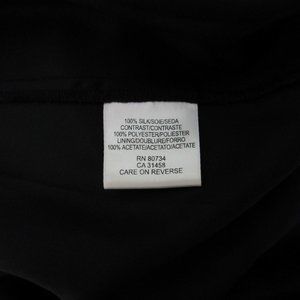 100% SILK/SOIE/SEDA
CONTRAST/CONTRASTE
100% POLYESTER/POLIESTER
LINING/DOUBLURE/FORRO
100% ACETATE/ACETATO/ACETATE
RN 80734
CA 31458
CARE ON REVERSE